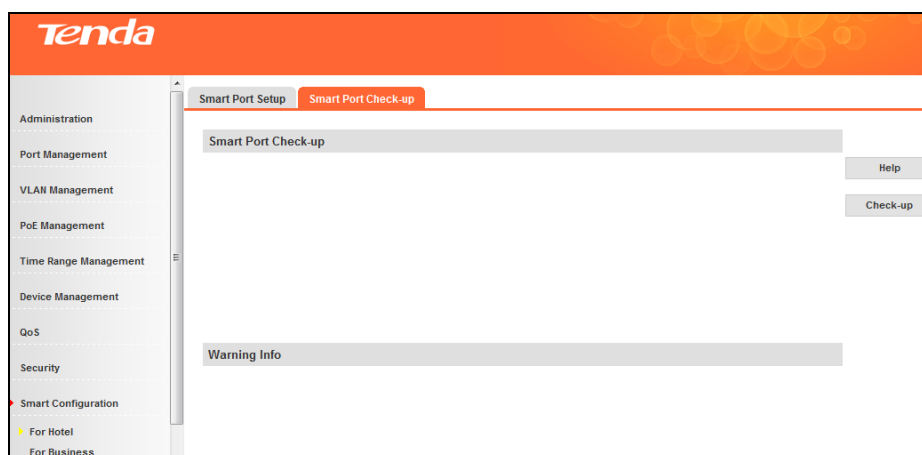 Tenda
Smart Port Setup
Smart Port Check-up
Administration
Smart Port Check-up
Port Management
Help
VLAN Management
Check-up
PoE Management
Time Range Management
Device Management
QoS
Warning Info
Security
Smart Configuration
For Hotel
For Business